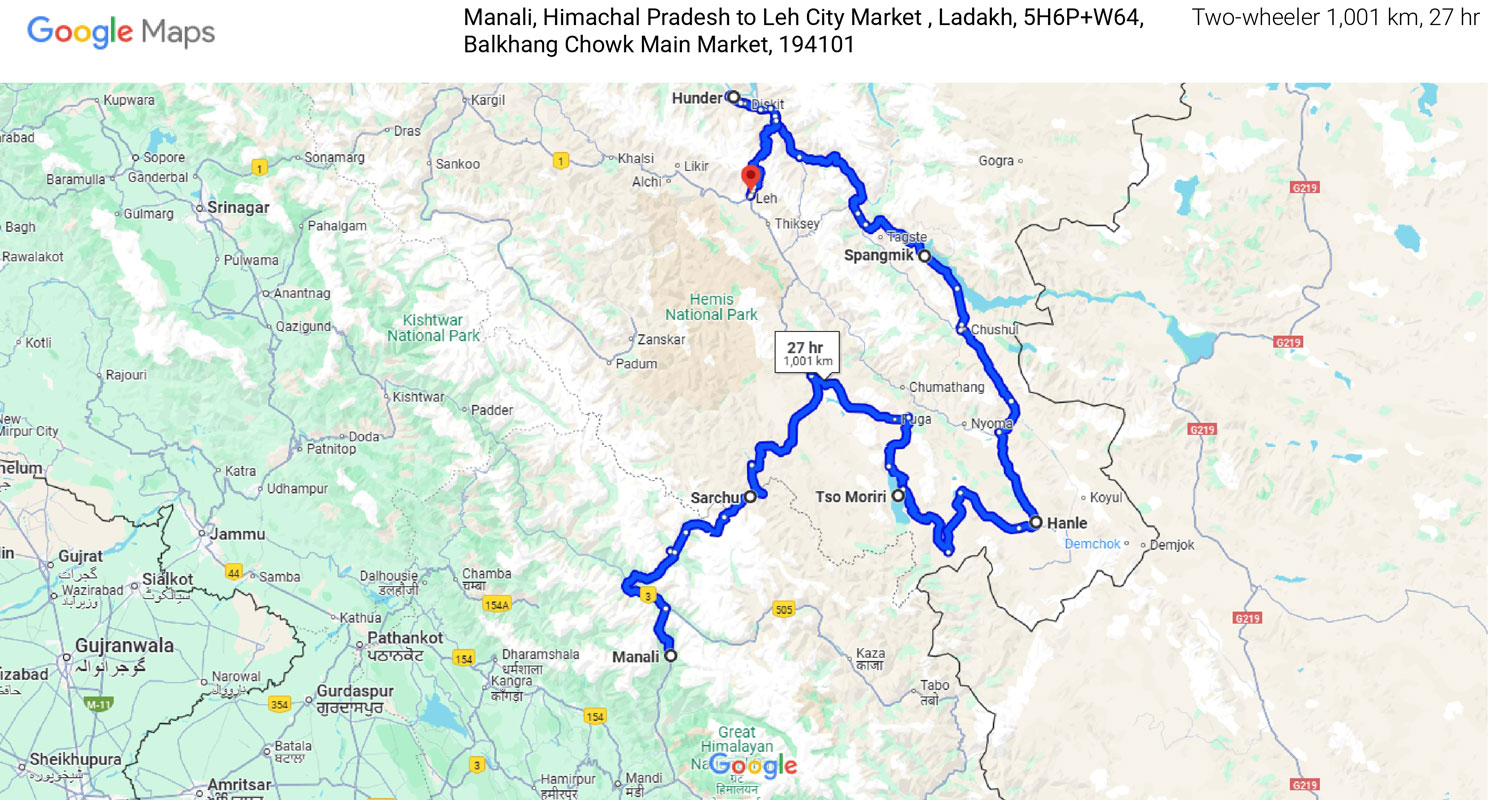 Google Maps
Manali, Himachal Pradesh to Leh City Market , Ladakh, 5H6P+W64,
Balkhang Chowk Main Market, 194101
Two-wheeler 1,001 km, 27 hr
Kupwara
Kargil
Hunder
Diskit
arabad
Dras
Sopore
Sonamarg
1
Sankoo
1
Khalsi
Likir
Gogra
Baramulla
Ganderbal
Alchi
G219
Leh
Gulmarg
Srinagar
Thiksey
Bagh
Pahalgam
Tagste
Rawalakot
Pulwama
Spangmik
Anantnag
Hemis
National Park
Kishtwar
National Park
Qazigund
Chushul
Kotli
Zanskar
27 hr
1,001 km
G219
Padum
Rajouri
Chumathang
Kishtwar
Padder
New
Mirpur City
Puga
Nyoma
G219
Doda
Patnitop
helum
Katra
Udhampur
Sarchu
Tso Moriri
Koyul
Hanle
Jammu
Demchok
Demjok
din
Gujrat
گجرات
44
Samba
Dalhousie
डलहौज़ी
Chamba
चम्बा
Wazirabad
وزیرآباد
Sialkot
سیالکوٹ
154A
3
505
Kathua
G219
Gujranwala
گوجرانوالہ
Pathankot
ਪਠਾਨਕੋਟ
154
Dharamshala
धर्मशाला
Manali
Kaza
काजा
izabad
Narowal
نارووال
Kangra
काँगड़ा
Tabo
तबो
M-11
354
Gurdaspur
ਗੁਰਦਾਸਪੁਰ
154
Great
Himalayan
Google
ग्रेट
हिमालयन
Batala
ਬਟਾਲਾ
Sheikhupura
شیخوپورہ
3
Amritsar
Hamirpur
हमीरपुर
Mandi
मंडी
G219